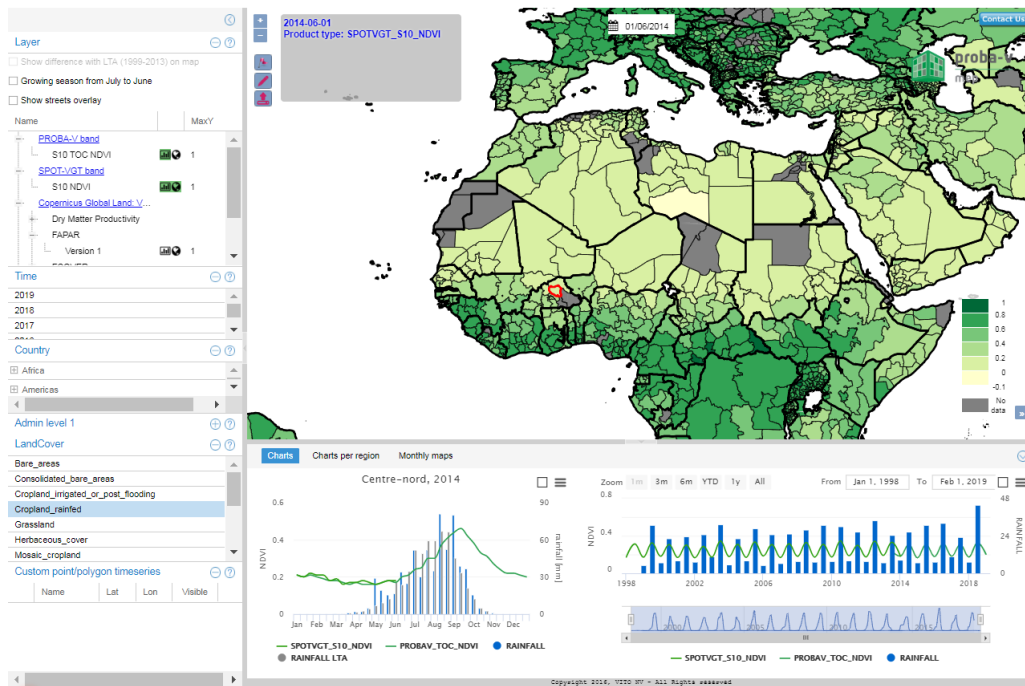 Layer
Show difference with LTA (1999-2013) on map
Growing season from July to June
Show streets overlay
Name MaxY
PROBA-V band
S10 TOC NDVI 1
SPOT-VGT band
S10 NDVI 1
Copernicus Global Land: V...
Dry Matter Productivity
FAPAR
Version 1 1
Time
2019
2018
2017
Country
Africa
Americas
Admin level 1
LandCover
Bare_areas
Consolidated_bare_areas
Cropland_irrigated_or_post_flooding
Cropland_rainfed
Grassland
Herbaceous_cover
Mosaic_cropland
Custom point/polygon timeseries
Name Lat Lon Visible
+
−
2014-06-01
Product type: SPOTVGT_S10_NDVI
01/06/2014
Contact Us
proba-v
map
1
0.8
0.6
0.4
0.2
0
-0.1
No
data
Charts Charts per region Monthly maps
Centre-nord, 2014
0.6 90
0.4 60
0.2 30
0 0
NDVI
rainfall [mm]
Jan Feb Mar Apr May Jun Jul Aug Sep Oct Nov Dec
SPOTVGT_S10_NDVI PROBAV_TOC_NDVI RAINFALL
RAINFALL LTA
Zoom 1m 3m 6m YTD 1y All From Jan 1, 1998 To Feb 1, 2019
0.8 48
0.4 24
0 0
NDVI
RAINFALL
1998 2002 2006 2010 2014 2018
2000 2005 2010 2015
SPOTVGT_S10_NDVI PROBAV_TOC_NDVI RAINFALL
Copyright 2016, VITO NV - All Rights reserved